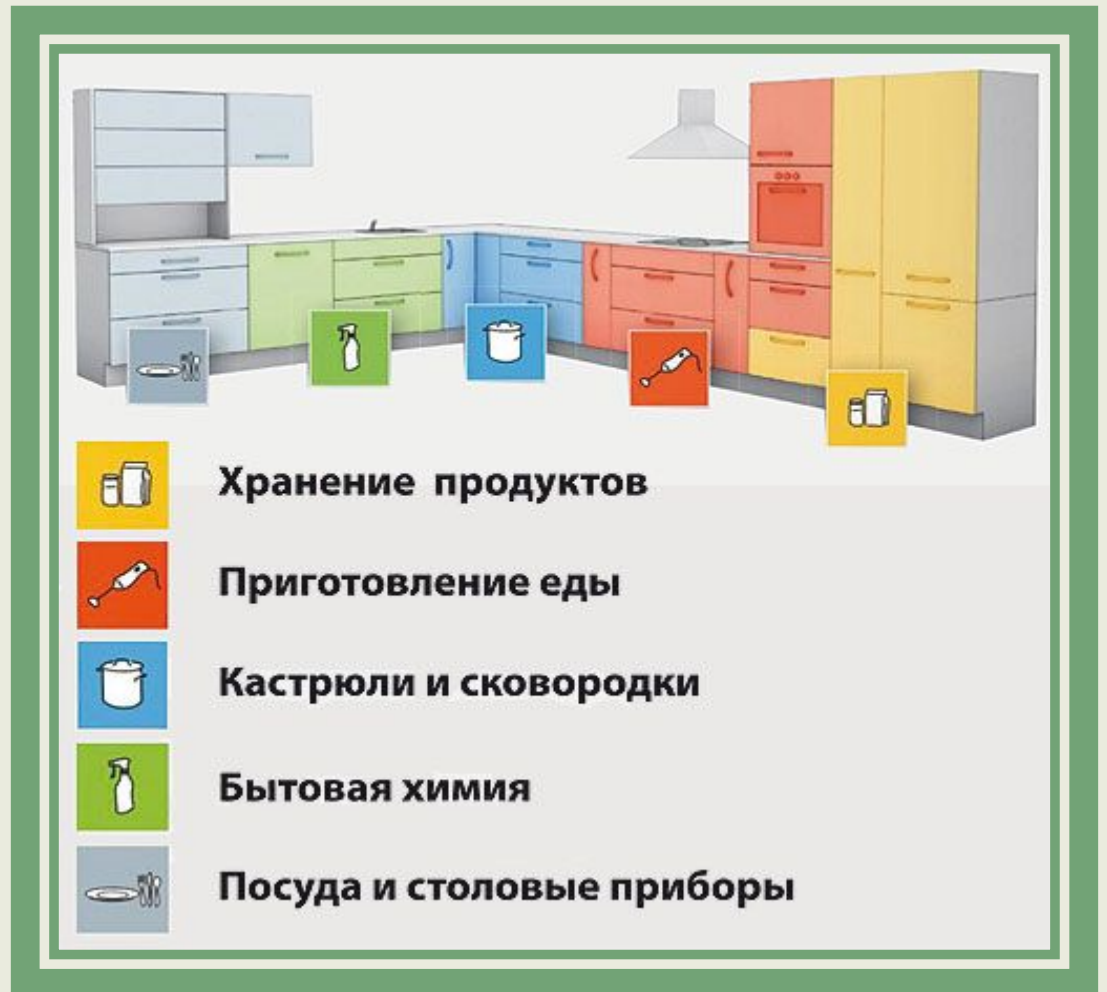 Хранение продуктов
Приготовление еды
Кастрюли и сковородки
Бытовая химия
Посуда и столовые приборы